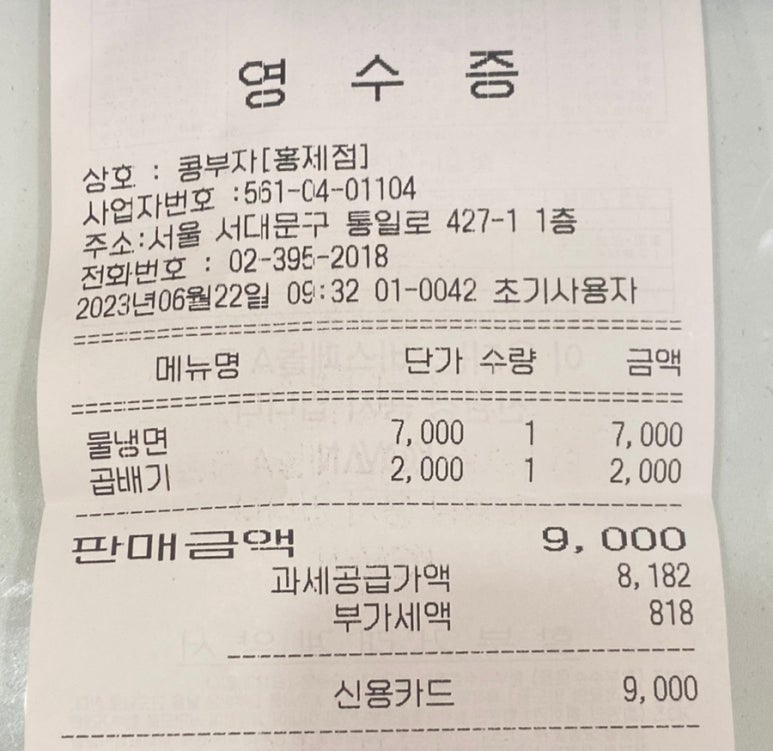 영 수 증
상호 : 콩부자[홍제점]
사업자번호 :561-04-01104
주소:서울 서대문구 통일로 427-1 1층
전화번호 : 02-395-2018
2023년06월22일 09:32 01-0042 초기사용자
메뉴명 단가 수량 금액
물냉면 7,000 1 7,000
곱배기 2,000 1 2,000
판매금액 9,000
과세공급가액 8,182
부가세액 818
신용카드 9,000